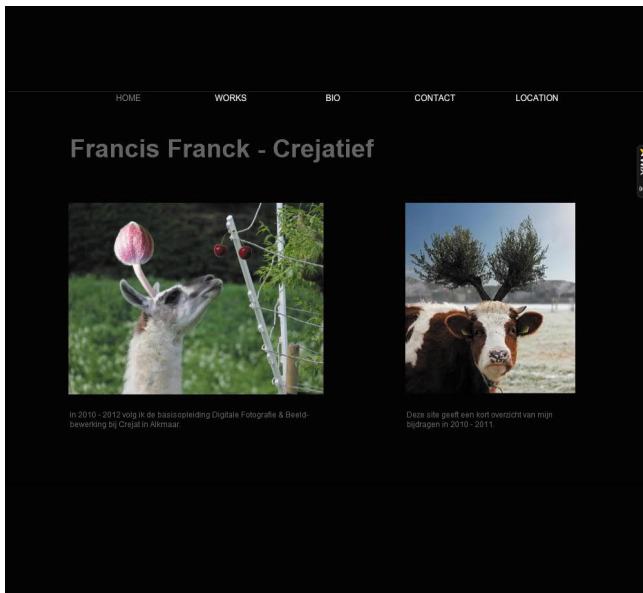 HOME WORKS BIO CONTACT LOCATION
Francis Franck - Crejatief
In 2010 - 2012 volg ik de basisopleiding Digitale Fotografie & Beeld-
bewerking bij Crejat in Alkmaar.
Deze site geeft een kort overzicht van mijn
bijdragen in 2010 - 2011.